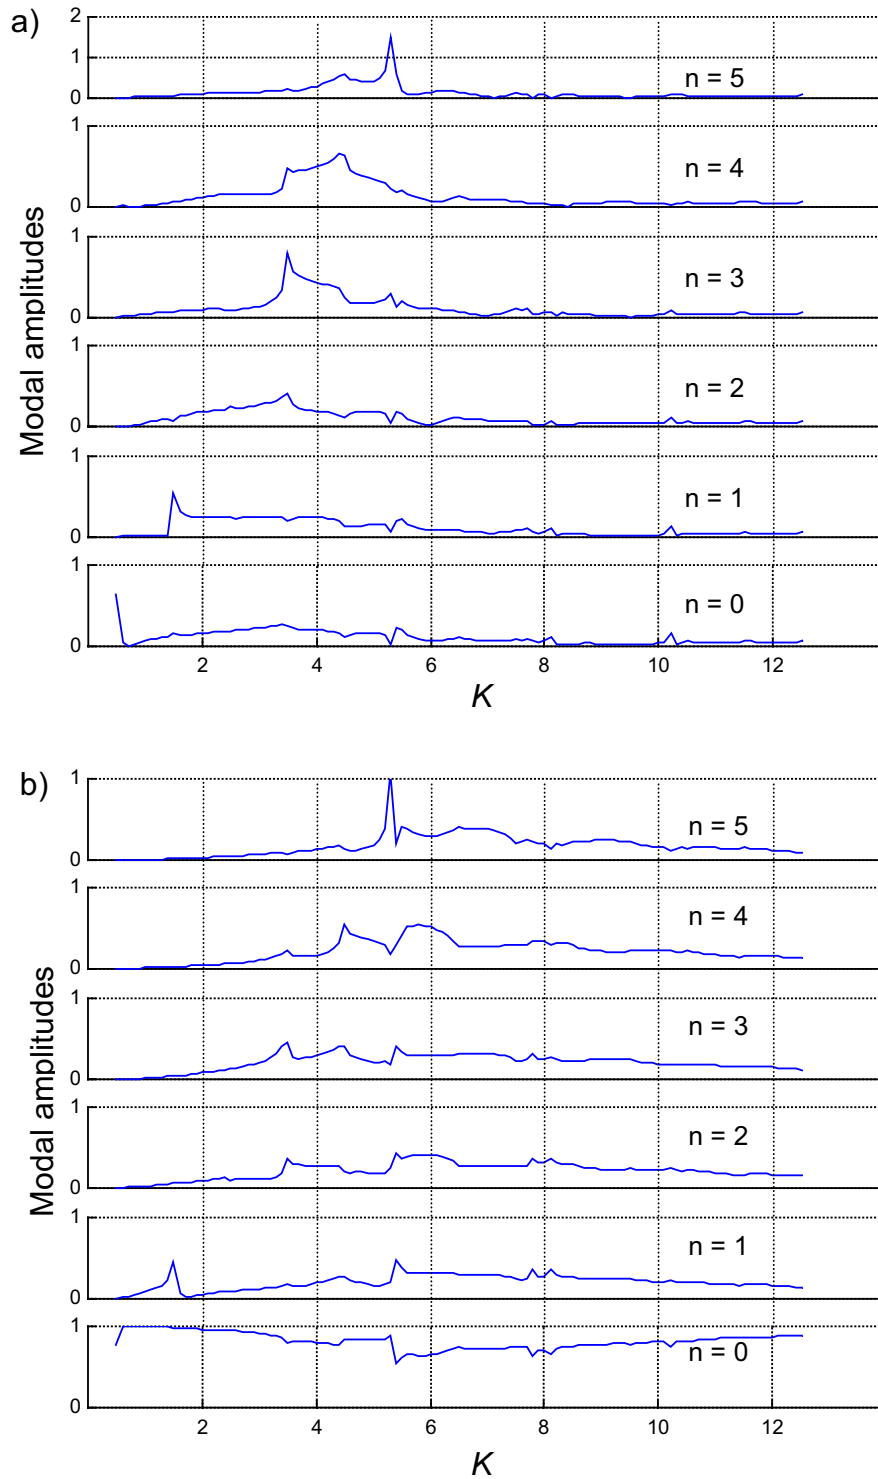 a)
2
1
0
n = 5
1
0
n = 4
1
0
n = 3
1
0
n = 2
1
0
n = 1
1
0
n = 0
Modal amplitudes
2 4 6 8 10 12
K
b)
1
0
n = 5
1
0
n = 4
1
0
n = 3
1
0
n = 2
1
0
n = 1
1
0
n = 0
Modal amplitudes
2 4 6 8 10 12
K